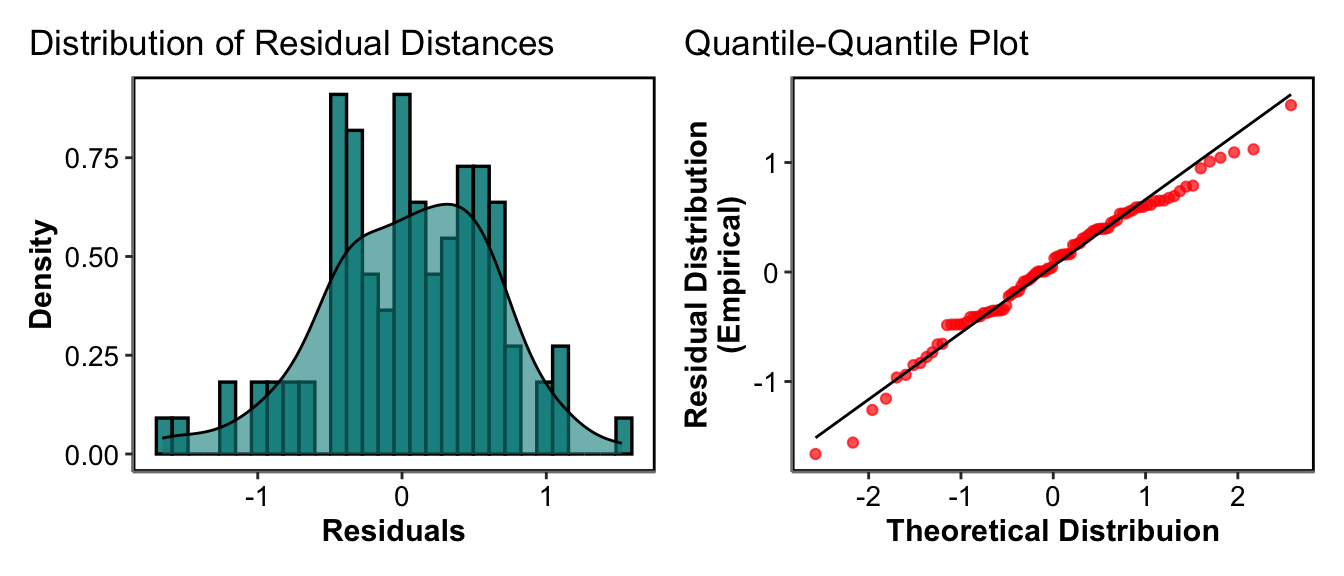 Distribution of Residual Distances
Density
0.75
0.50
0.25
0.00
-1
0
1
Residuals
Quantile-Quantile Plot
Residual Distribution
(Empirical)
1
0
-1
-2
-1
0
1
2
Theoretical Distribuion